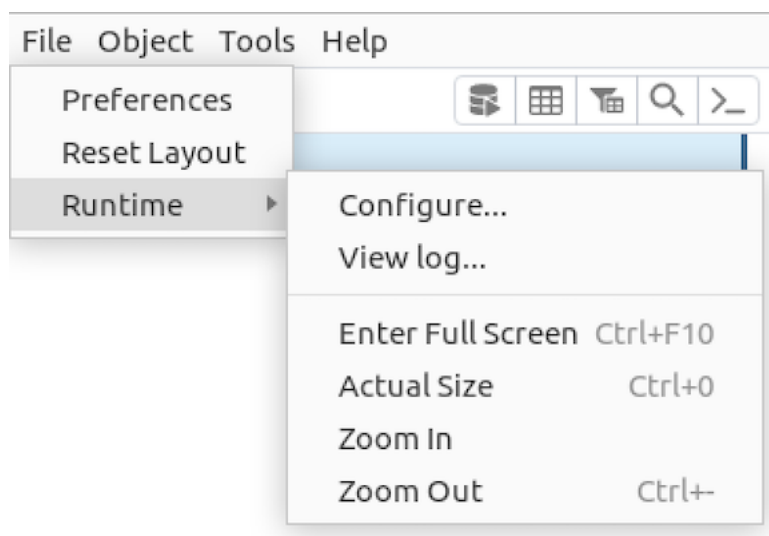 File Object Tools Help
Preferences
Reset Layout
Runtime
Configure...
View log...
Enter Full Screen Ctrl+F10
Actual Size Ctrl+0
Zoom In
Zoom Out Ctrl+-